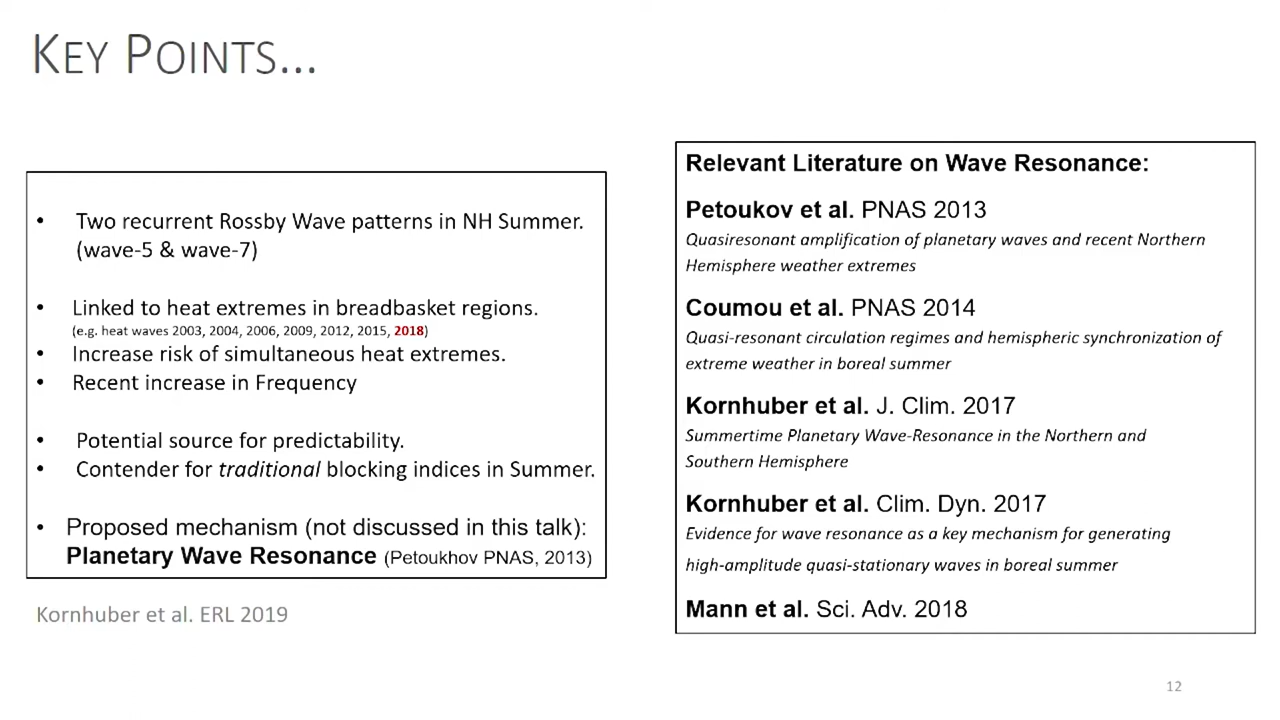 KEY POINTS...
• Two recurrent Rossby Wave patterns in NH Summer.
(wave-5 & wave-7)
• Linked to heat extremes in breadbasket regions.
(e.g. heat waves 2003, 2004, 2006, 2009, 2012, 2015, 2018)
• Increase risk of simultaneous heat extremes.
• Recent increase in Frequency
• Potential source for predictability.
• Contender for traditional blocking indices in Summer.
• Proposed mechanism (not discussed in this talk):
Planetary Wave Resonance (Petoukhov PNAS, 2013)
Kornhuber et al. ERL 2019
Relevant Literature on Wave Resonance:
Petoukov et al. PNAS 2013
Quasiresonant amplification of planetary waves and recent Northern
Hemisphere weather extremes
Coumou et al. PNAS 2014
Quasi-resonant circulation regimes and hemispheric synchronization of
extreme weather in boreal summer
Kornhuber et al. J. Clim. 2017
Summertime Planetary Wave-Resonance in the Northern and
Southern Hemisphere
Kornhuber et al. Clim. Dyn. 2017
Evidence for wave resonance as a key mechanism for generating
high-amplitude quasi-stationary waves in boreal summer
Mann et al. Sci. Adv. 2018
12